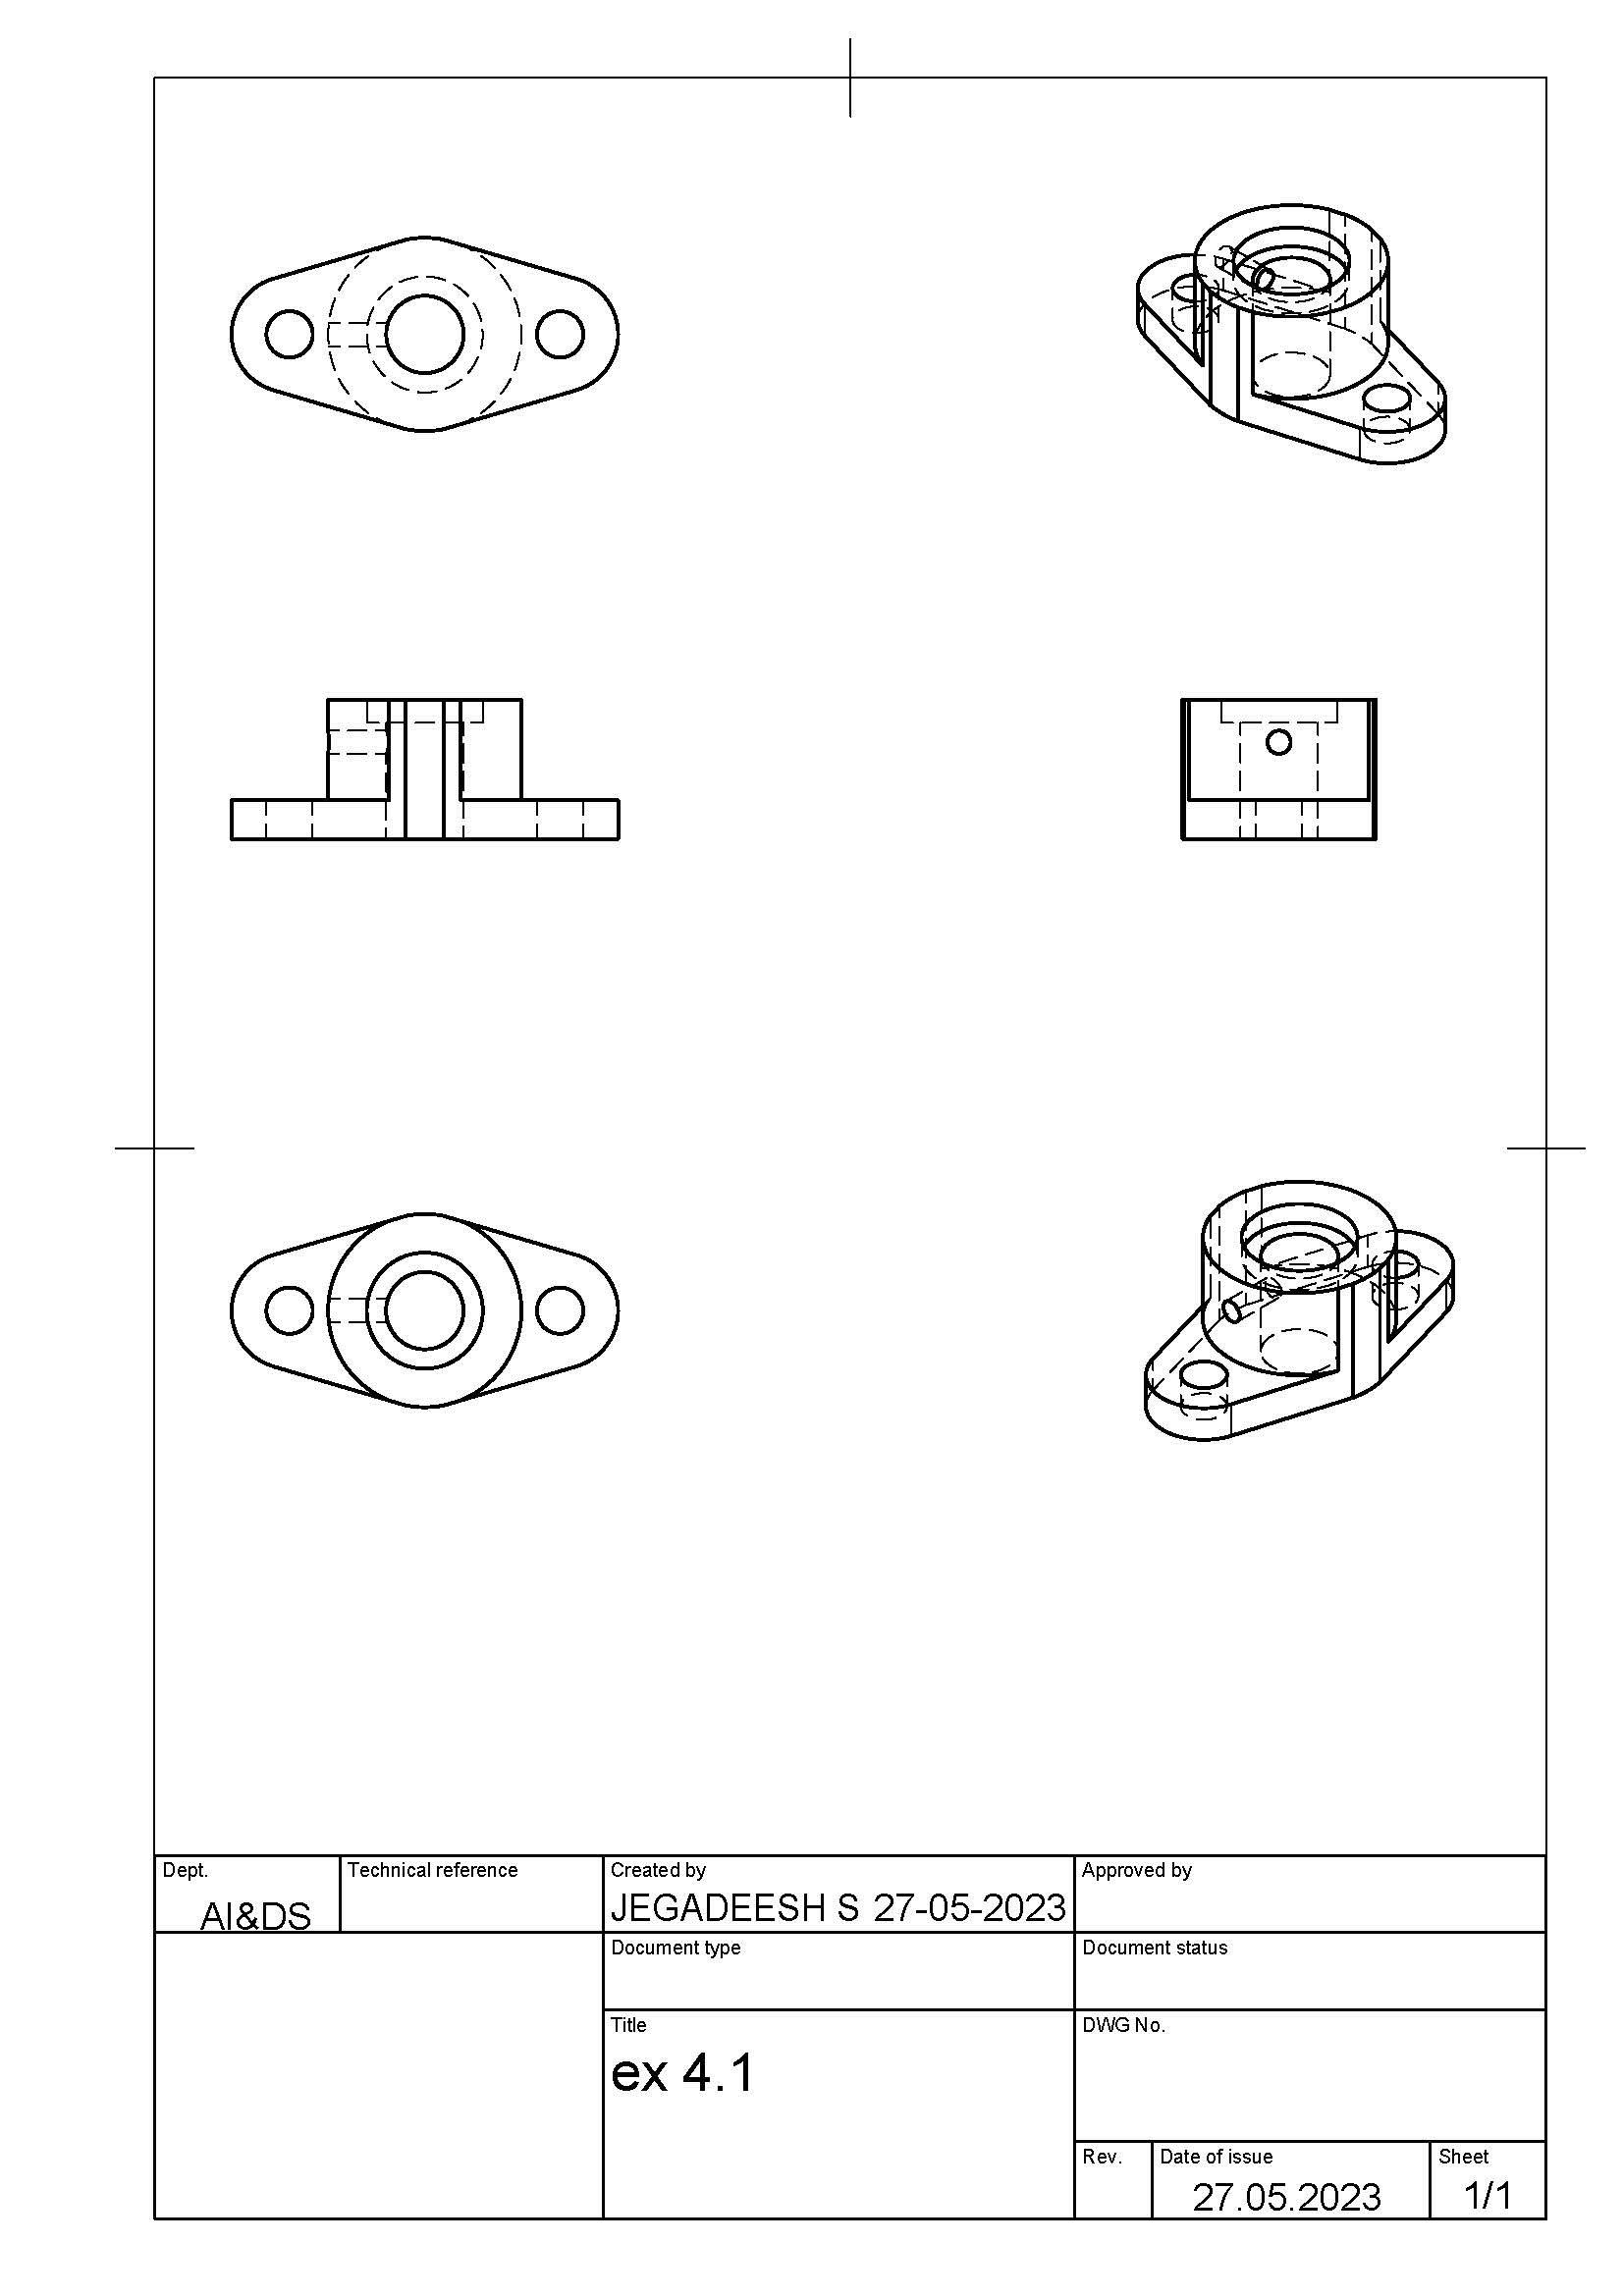 Dept.
AI&DS
Technical reference
Created by
JEGADEESH S 27-05-2023
Approved by
Document type
Document status
Title
ex 4.1
DWG No.
Rev.
Date of issue
27.05.2023
Sheet
1/1